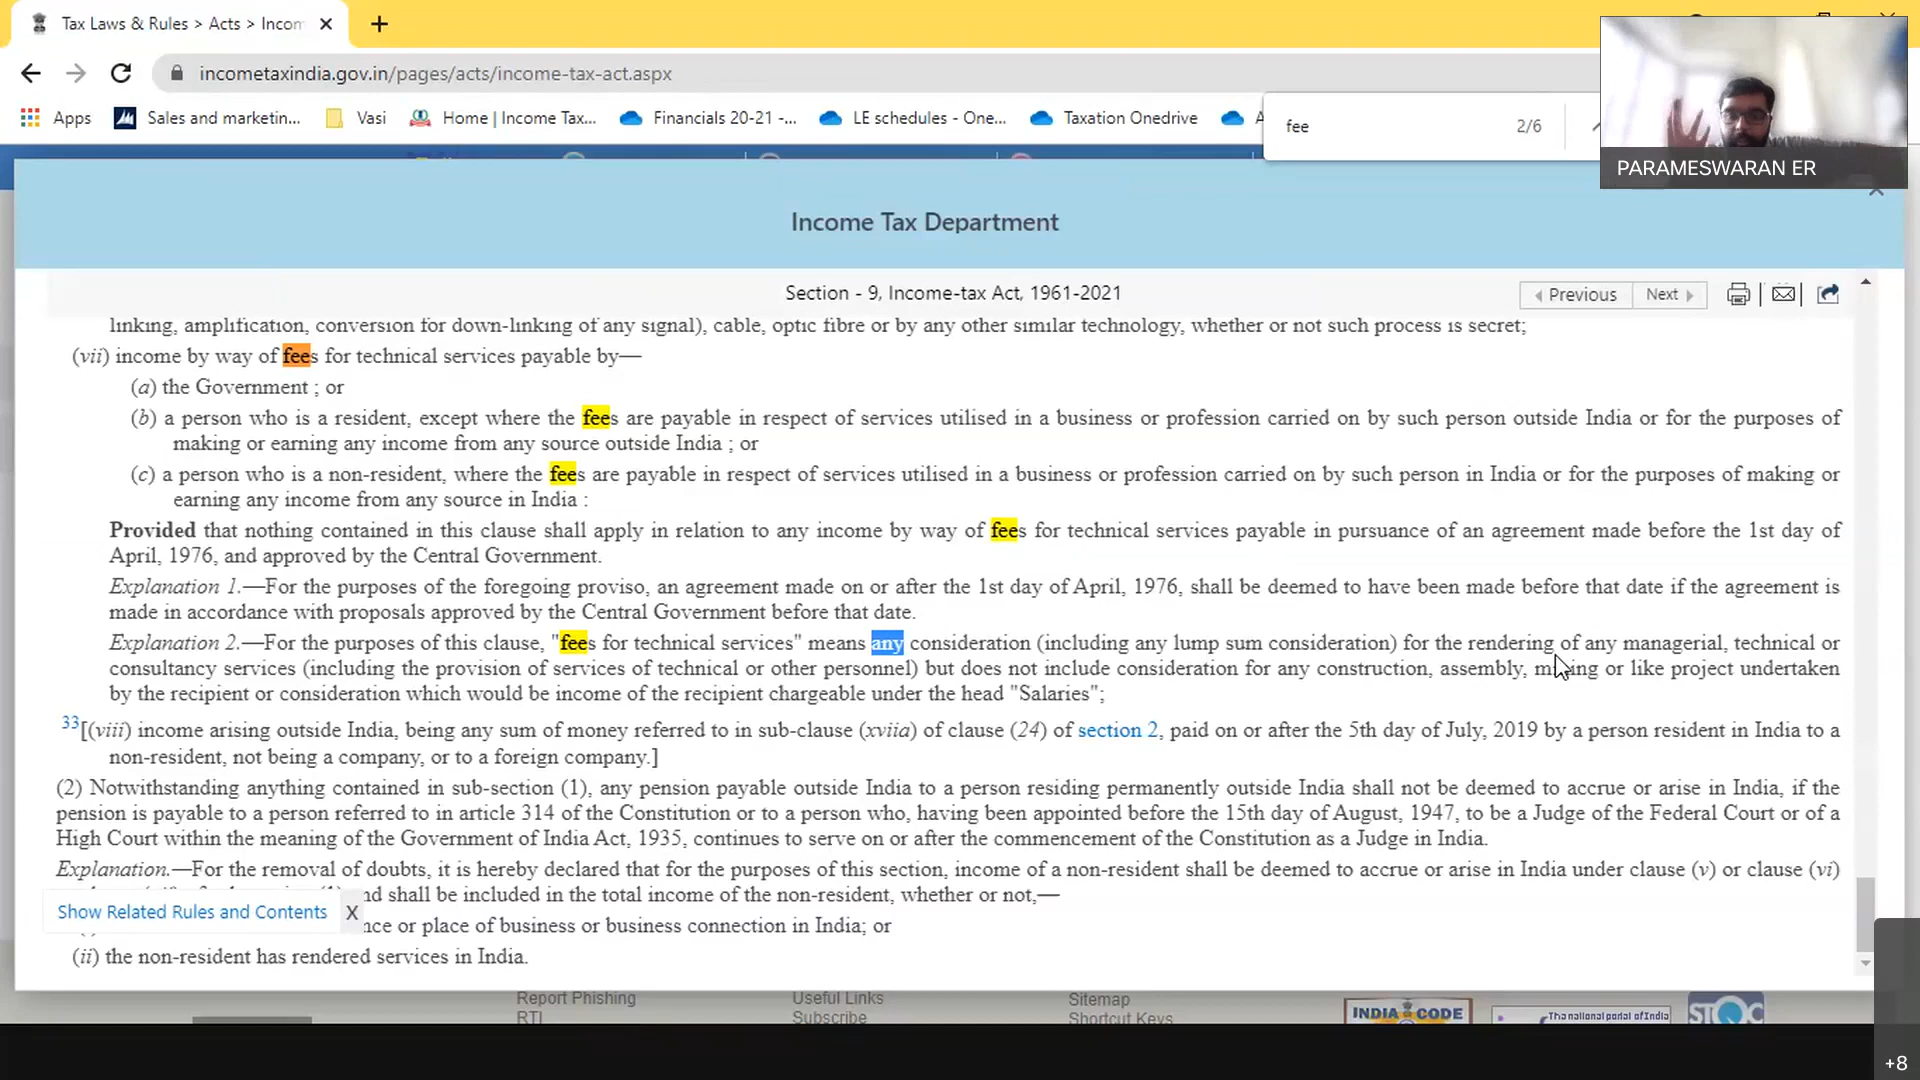 Tax Laws & Rules > Acts > Incom
incometaxindia.gov.in/pages/acts/income-tax-act.aspx
Apps
Sales and marketin...
Vasi
Home | Income Tax...
Financials 20-21 -...
LE schedules - One...
Taxation Onedrive
A
fee
2/6
PARAMESWARAN ER
Income Tax Department
Section - 9, Income-tax Act, 1961-2021
Previous
Next
linking, amplification, conversion for down-linking of any signal), cable, optic fibre or by any other similar technology, whether or not such process is secret;
(vii) income by way of fees for technical services payable by—
(a) the Government ; or
(b) a person who is a resident, except where the fees are payable in respect of services utilised in a business or profession carried on by such person outside India or for the purposes of
making or earning any income from any source outside India ; or
(c) a person who is a non-resident, where the fees are payable in respect of services utilised in a business or profession carried on by such person in India or for the purposes of making or
earning any income from any source in India :
Provided that nothing contained in this clause shall apply in relation to any income by way of fees for technical services payable in pursuance of an agreement made before the 1st day of
April, 1976, and approved by the Central Government.
Explanation 1.—For the purposes of the foregoing proviso, an agreement made on or after the 1st day of April, 1976, shall be deemed to have been made before that date if the agreement is
made in accordance with proposals approved by the Central Government before that date.
Explanation 2.—For the purposes of this clause, "fees for technical services" means any consideration (including any lump sum consideration) for the rendering of any managerial, technical or
consultancy services (including the provision of services of technical or other personnel) but does not include consideration for any construction, assembly, mining or like project undertaken
by the recipient or consideration which would be income of the recipient chargeable under the head "Salaries";
33[(viii) income arising outside India, being any sum of money referred to in sub-clause (xviia) of clause (24) of section 2, paid on or after the 5th day of July, 2019 by a person resident in India to a
non-resident, not being a company, or to a foreign company.]
(2) Notwithstanding anything contained in sub-section (1), any pension payable outside India to a person residing permanently outside India shall not be deemed to accrue or arise in India, if the
pension is payable to a person referred to in article 314 of the Constitution or to a person who, having been appointed before the 15th day of August, 1947, to be a Judge of the Federal Court or of a
High Court within the meaning of the Government of India Act, 1935, continues to serve on or after the commencement of the Constitution as a Judge in India.
Explanation.—For the removal of doubts, it is hereby declared that for the purposes of this section, income of a non-resident shall be deemed to accrue or arise in India under clause (v) or clause (vi)
nd shall be included in the total income of the non-resident, whether or not,—
Show Related Rules and Contents X
nce or place of business or business connection in India; or
(ii) the non-resident has rendered services in India.
Report Phishing
Useful Links
Sitemap
RTI
Subscribe
Shortcut Keys
INDIA CODE
The national portal of India
STQC
+8